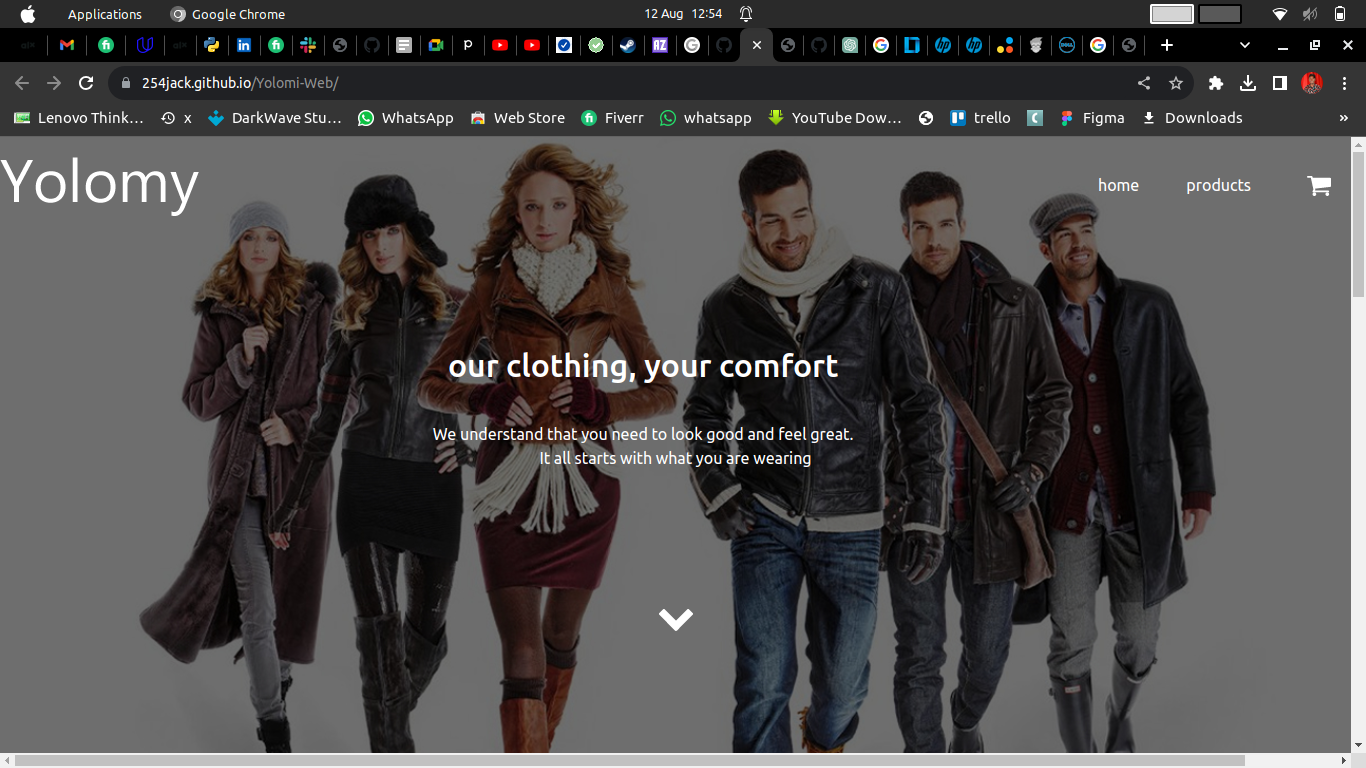 Applications Google Chrome 12 Aug 12:54
254jack.github.io/Yolomi-Web/
Lenovo Think... x DarkWave Stu... WhatsApp Web Store Fiverr whatsapp YouTube Dow... trello Figma Downloads »
Yolomy
home products
our clothing, your comfort
We understand that you need to look good and feel great.
It all starts with what you are wearing